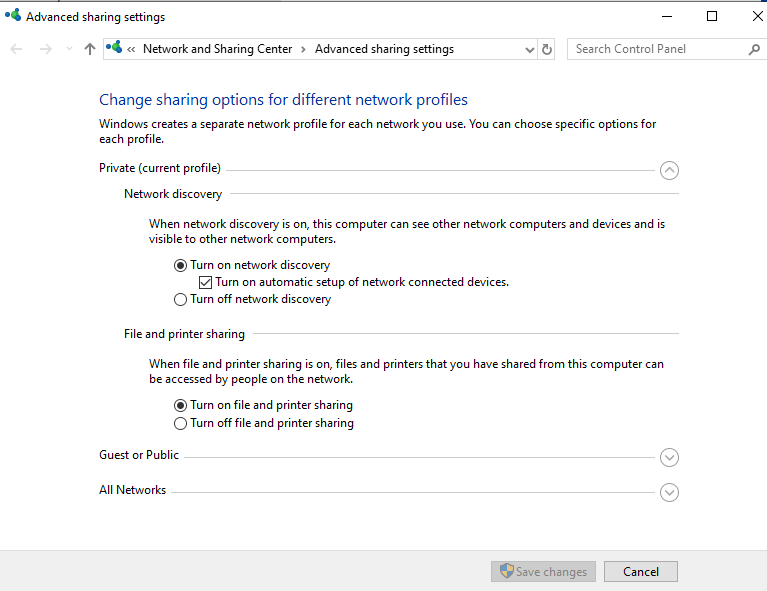 Advanced sharing settings
« Network and Sharing Center › Advanced sharing settings
Search Control Panel
Change sharing options for different network profiles
Windows creates a separate network profile for each network you use. You can choose specific options for
each profile.
Private (current profile)
Network discovery
When network discovery is on, this computer can see other network computers and devices and is
visible to other network computers.
Turn on network discovery
Turn on automatic setup of network connected devices.
Turn off network discovery
File and printer sharing
When file and printer sharing is on, files and printers that you have shared from this computer can
be accessed by people on the network.
Turn on file and printer sharing
Turn off file and printer sharing
Guest or Public
All Networks
Save changes
Cancel